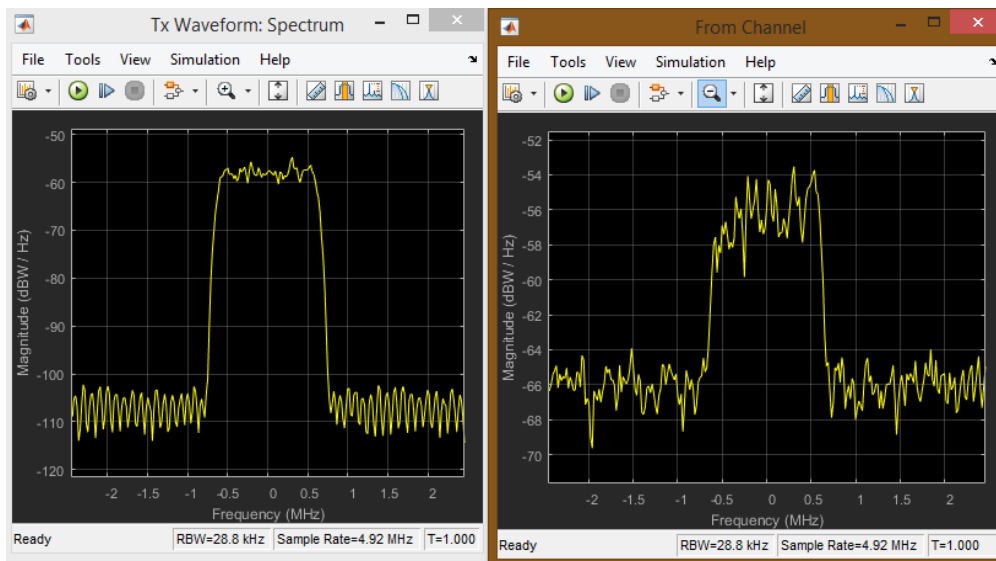 Tx Waveform: Spectrum
File Tools View Simulation Help
-50
-60
-70
-80
-90
-100
-110
-120
Magnitude (dBW / Hz)
-2 -1.5 -1 -0.5 0 0.5 1 1.5 2
Frequency (MHz)
Ready RBW=28.8 kHz Sample Rate=4.92 MHz T=1.000
From Channel
File Tools View Simulation Help
-52
-54
-56
-58
-60
-62
-64
-66
-68
-70
Magnitude (dBW / Hz)
-2 -1.5 -1 -0.5 0 0.5 1 1.5 2
Frequency (MHz)
Ready RBW=28.8 kHz Sample Rate=4.92 MHz T=1.000